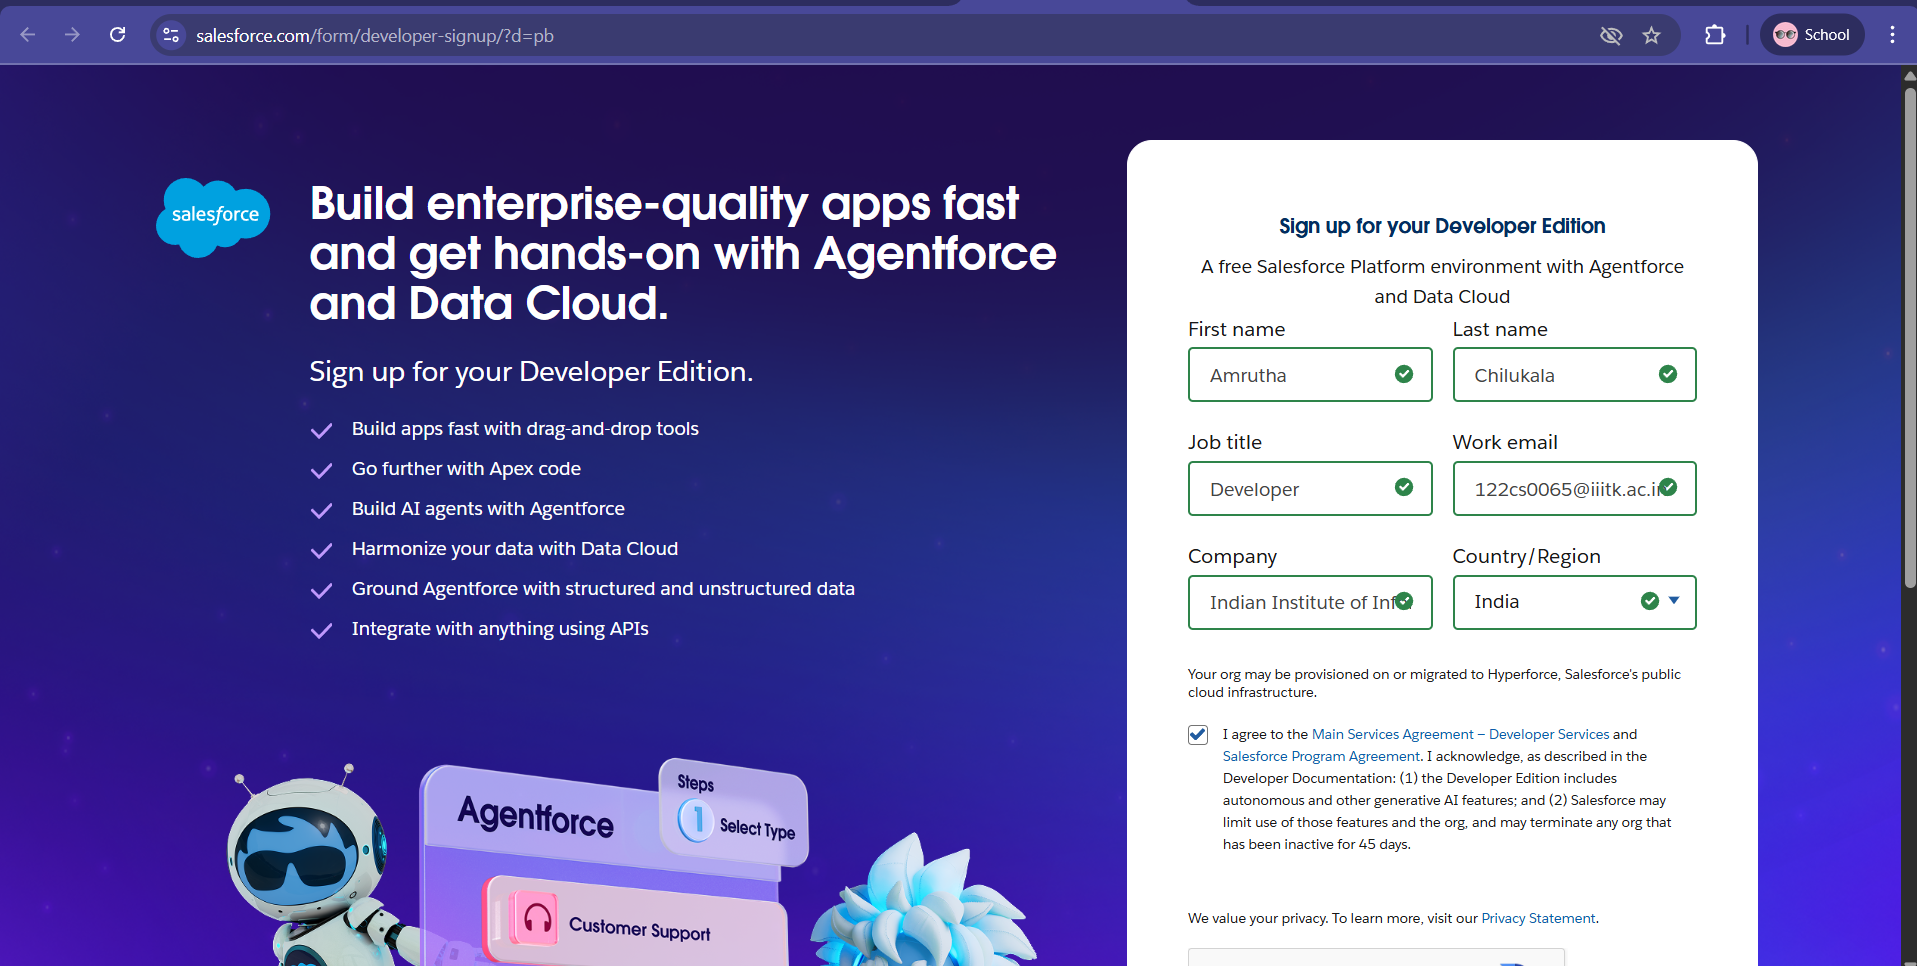 salesforce.com/form/developer-signup/?d=pb
School
salesforce
Build enterprise-quality apps fast
and get hands-on with Agentforce
and Data Cloud.
Sign up for your Developer Edition.
Build apps fast with drag-and-drop tools
Go further with Apex code
Build AI agents with Agentforce
Harmonize your data with Data Cloud
Ground Agentforce with structured and unstructured data
Integrate with anything using APIs
Agentforce
Steps
1 Select Type
Customer Support
Sign up for your Developer Edition
A free Salesforce Platform environment with Agentforce
and Data Cloud
First name Last name
Amrutha Chilukala
Job title Work email
Developer 122cs0065@iiitk.ac.i
Company Country/Region
Indian Institute of Inf India
Your org may be provisioned on or migrated to Hyperforce, Salesforce's public
cloud infrastructure.
I agree to the Main Services Agreement – Developer Services and
Salesforce Program Agreement. I acknowledge, as described in the
Developer Documentation: (1) the Developer Edition includes
autonomous and other generative AI features; and (2) Salesforce may
limit use of those features and the org, and may terminate any org that
has been inactive for 45 days.
We value your privacy. To learn more, visit our Privacy Statement.